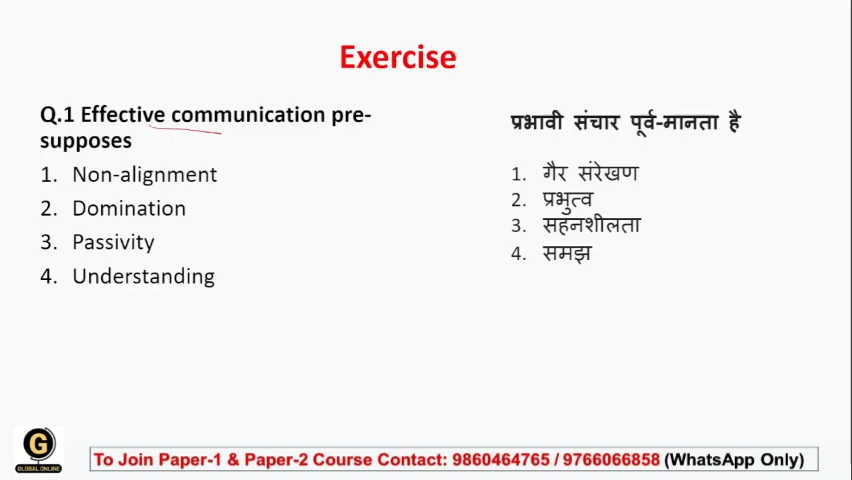 Exercise
Q.1 Effective communication pre-
supposes
1. Non-alignment
2. Domination
3. Passivity
4. Understanding
प्रभावी संचार पूर्व-मानता है
1. गैर संरेखण
2. प्रभुत्व
3. सहनशीलता
4. समझ
G
GLOBAL ONLINE
To Join Paper-1 & Paper-2 Course Contact: 9860464765 / 9766066858 (WhatsApp Only)